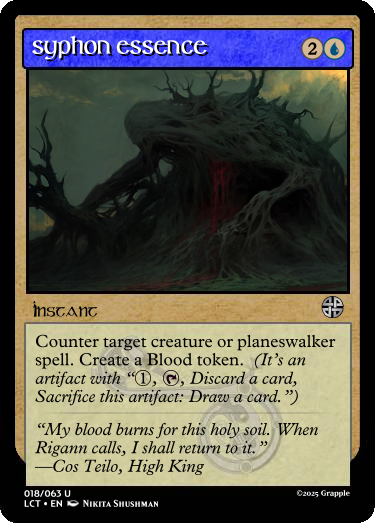 syphon essence 2
Instant
Counter target creature or planeswalker
spell. Create a Blood token. (It's an
artifact with “①, Discard a card,
Sacrifice this artifact: Draw a card.”)
“My blood burns for this holy soil. When
Rigann calls, I shall return to it.”
—Cos Teilo, High King
018/063 U
LCT • EN Nikita Shushman
©2025 Grapple